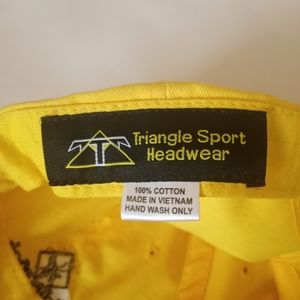 Triangle Sport
Headwear
100% COTTON
MADE IN VIETNAM
HAND WASH ONLY